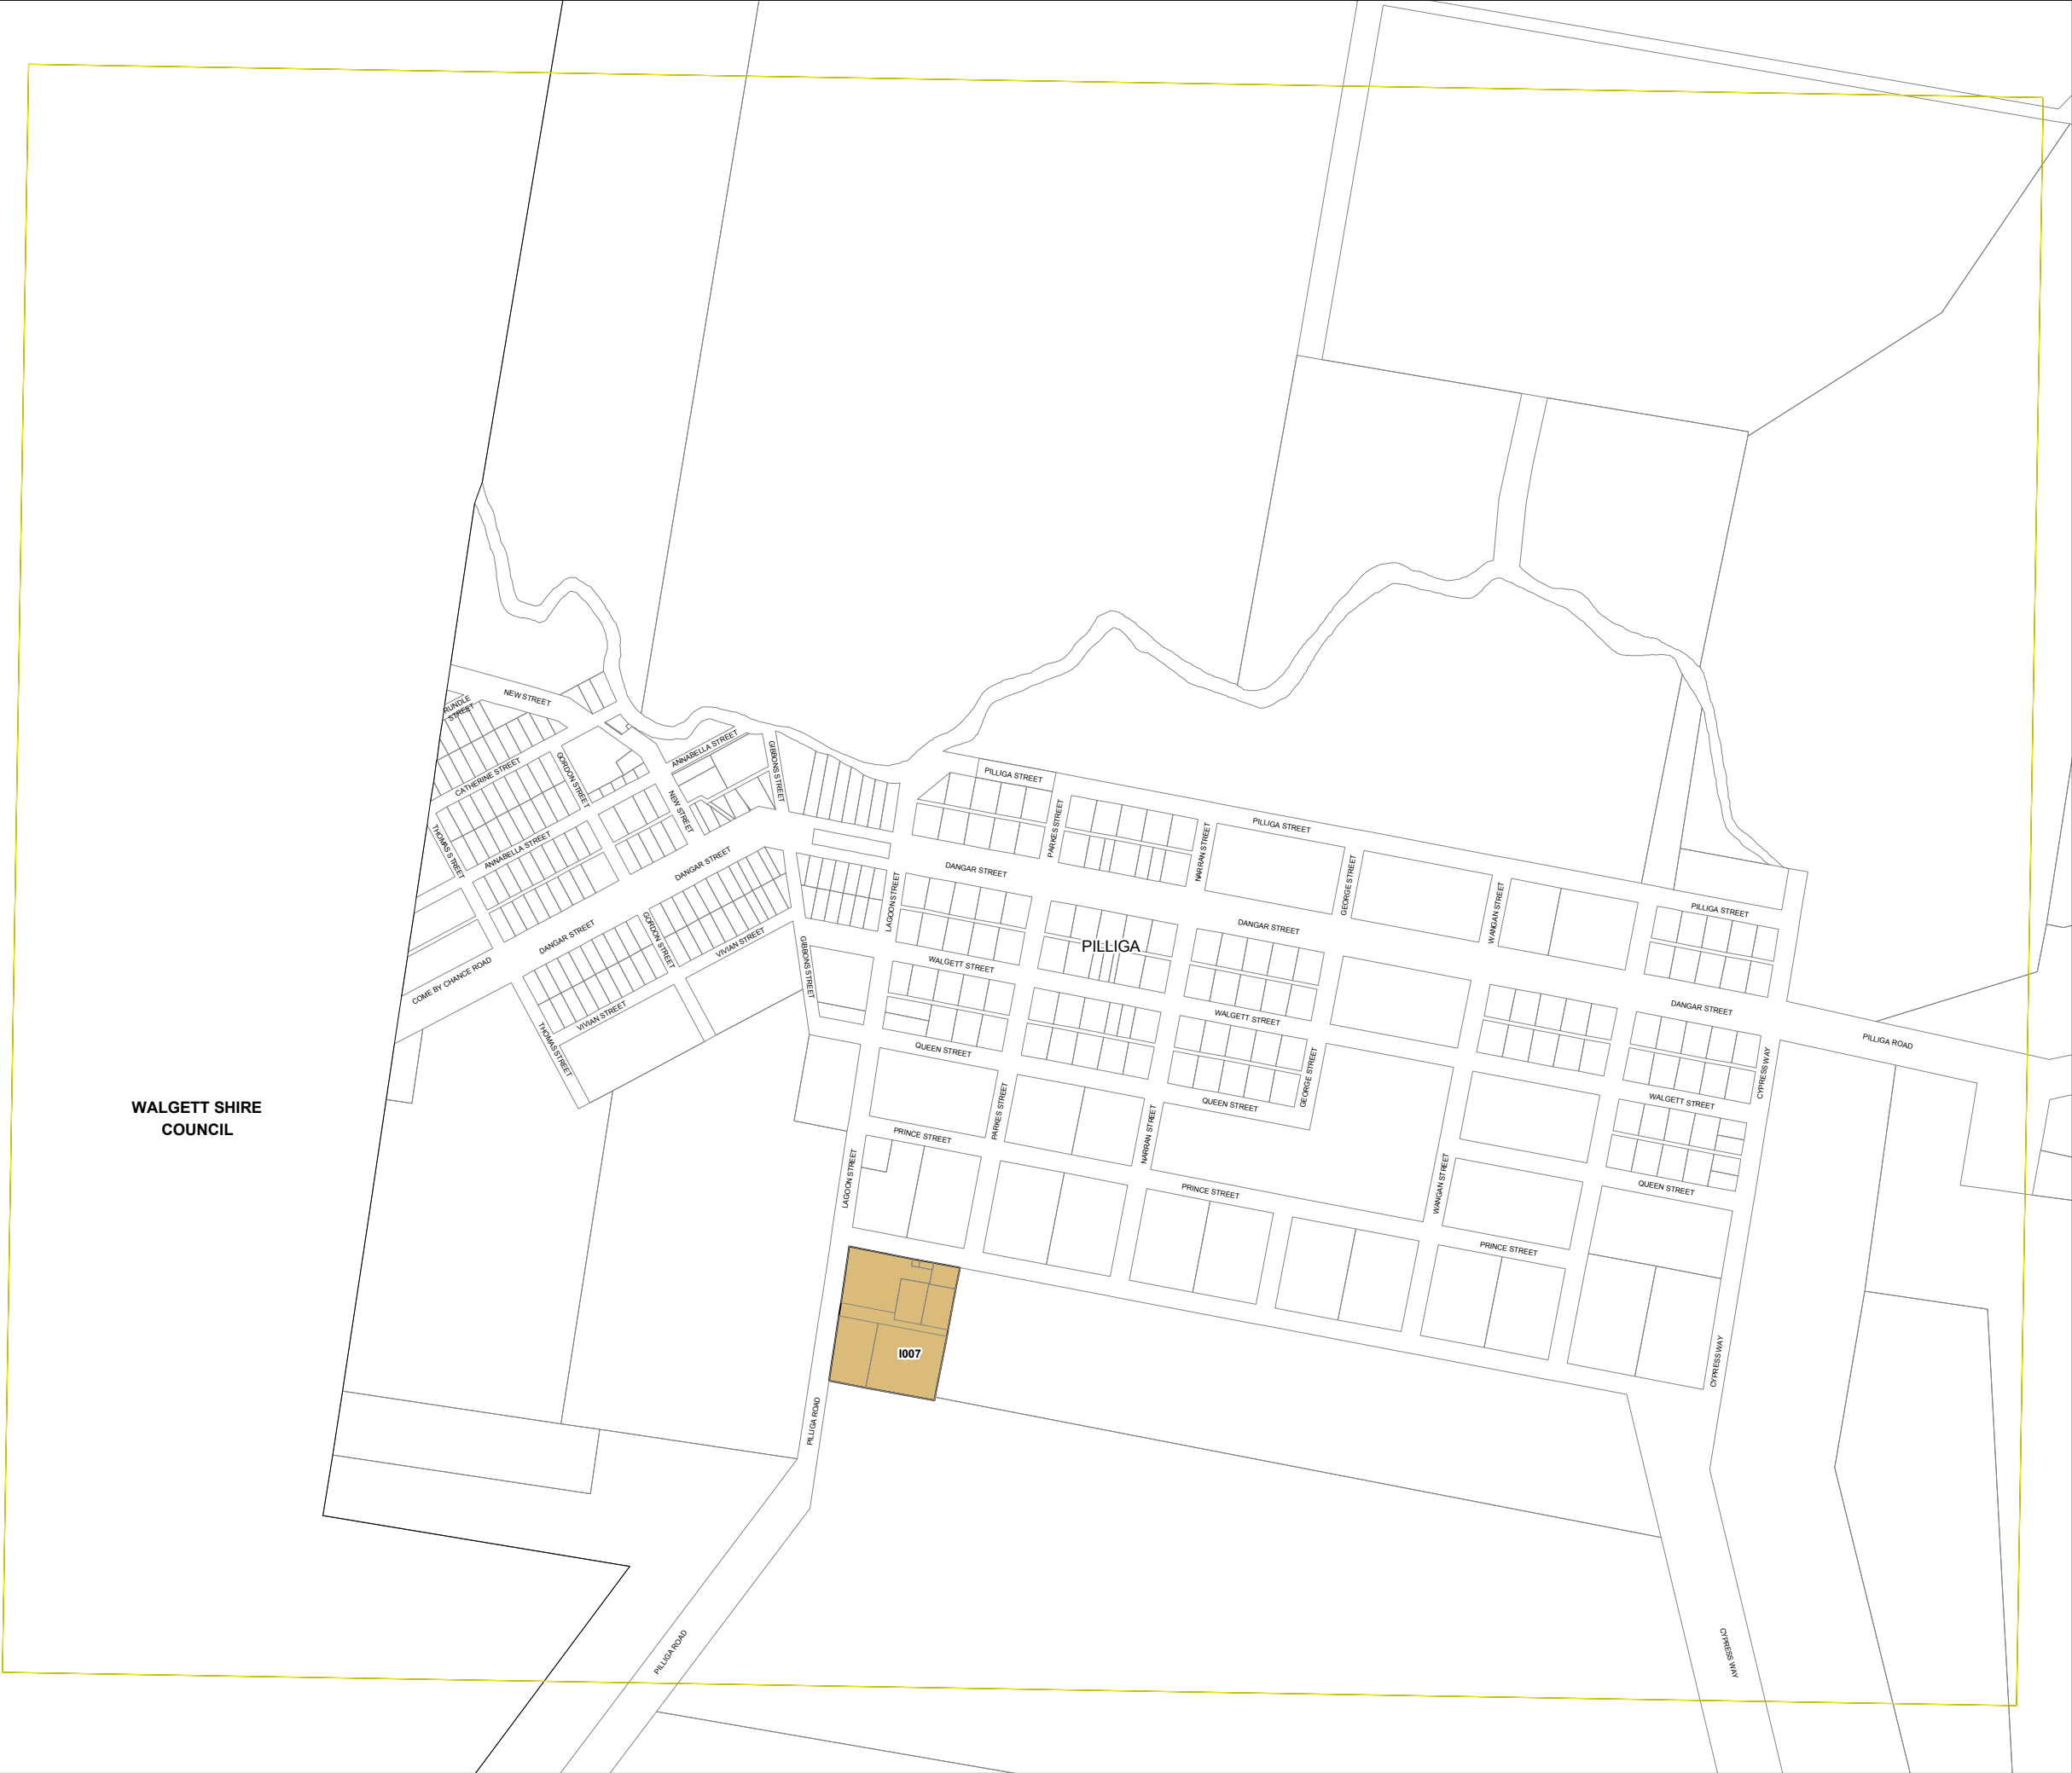 NEW STREET
RUNDLE
STREET
ANNABELLA STREET
GIBBONS STREET
CATHERINE STREET
GORDON STREET
PILLIGA STREET
NEW STREET
PARKES STREET
PILLIGA STREET
THOMAS STREET
ANNABELLA STREET
NARRAN STREET
DANGAR STREET
DANGAR STREET
GEORGE STREET
LAGOON STREET
WANGAN STREET
PILLIGA STREET
DANGAR STREET
GORDON STREET
VIVIAN STREET
DANGAR STREET
PILLIGA
COME BY CHANCE ROAD
GIBBONS STREET
WALGETT STREET
DANGAR STREET
VIVIAN STREET
WALGETT STREET
THOMAS STREET
QUEEN STREET
PILLIGA ROAD
GEORGE STREET
CYPRESS WAY
WALGETT STREET
WALGETT SHIRE
COUNCIL
PARKES STREET
QUEEN STREET
PRINCE STREET
NARRAN STREET
LAGOON STREET
PRINCE STREET
WANGAN STREET
QUEEN STREET
PRINCE STREET
I007
CYPRESS WAY
PILLIGA ROAD
PILLIGA ROAD
CYPRESS WAY